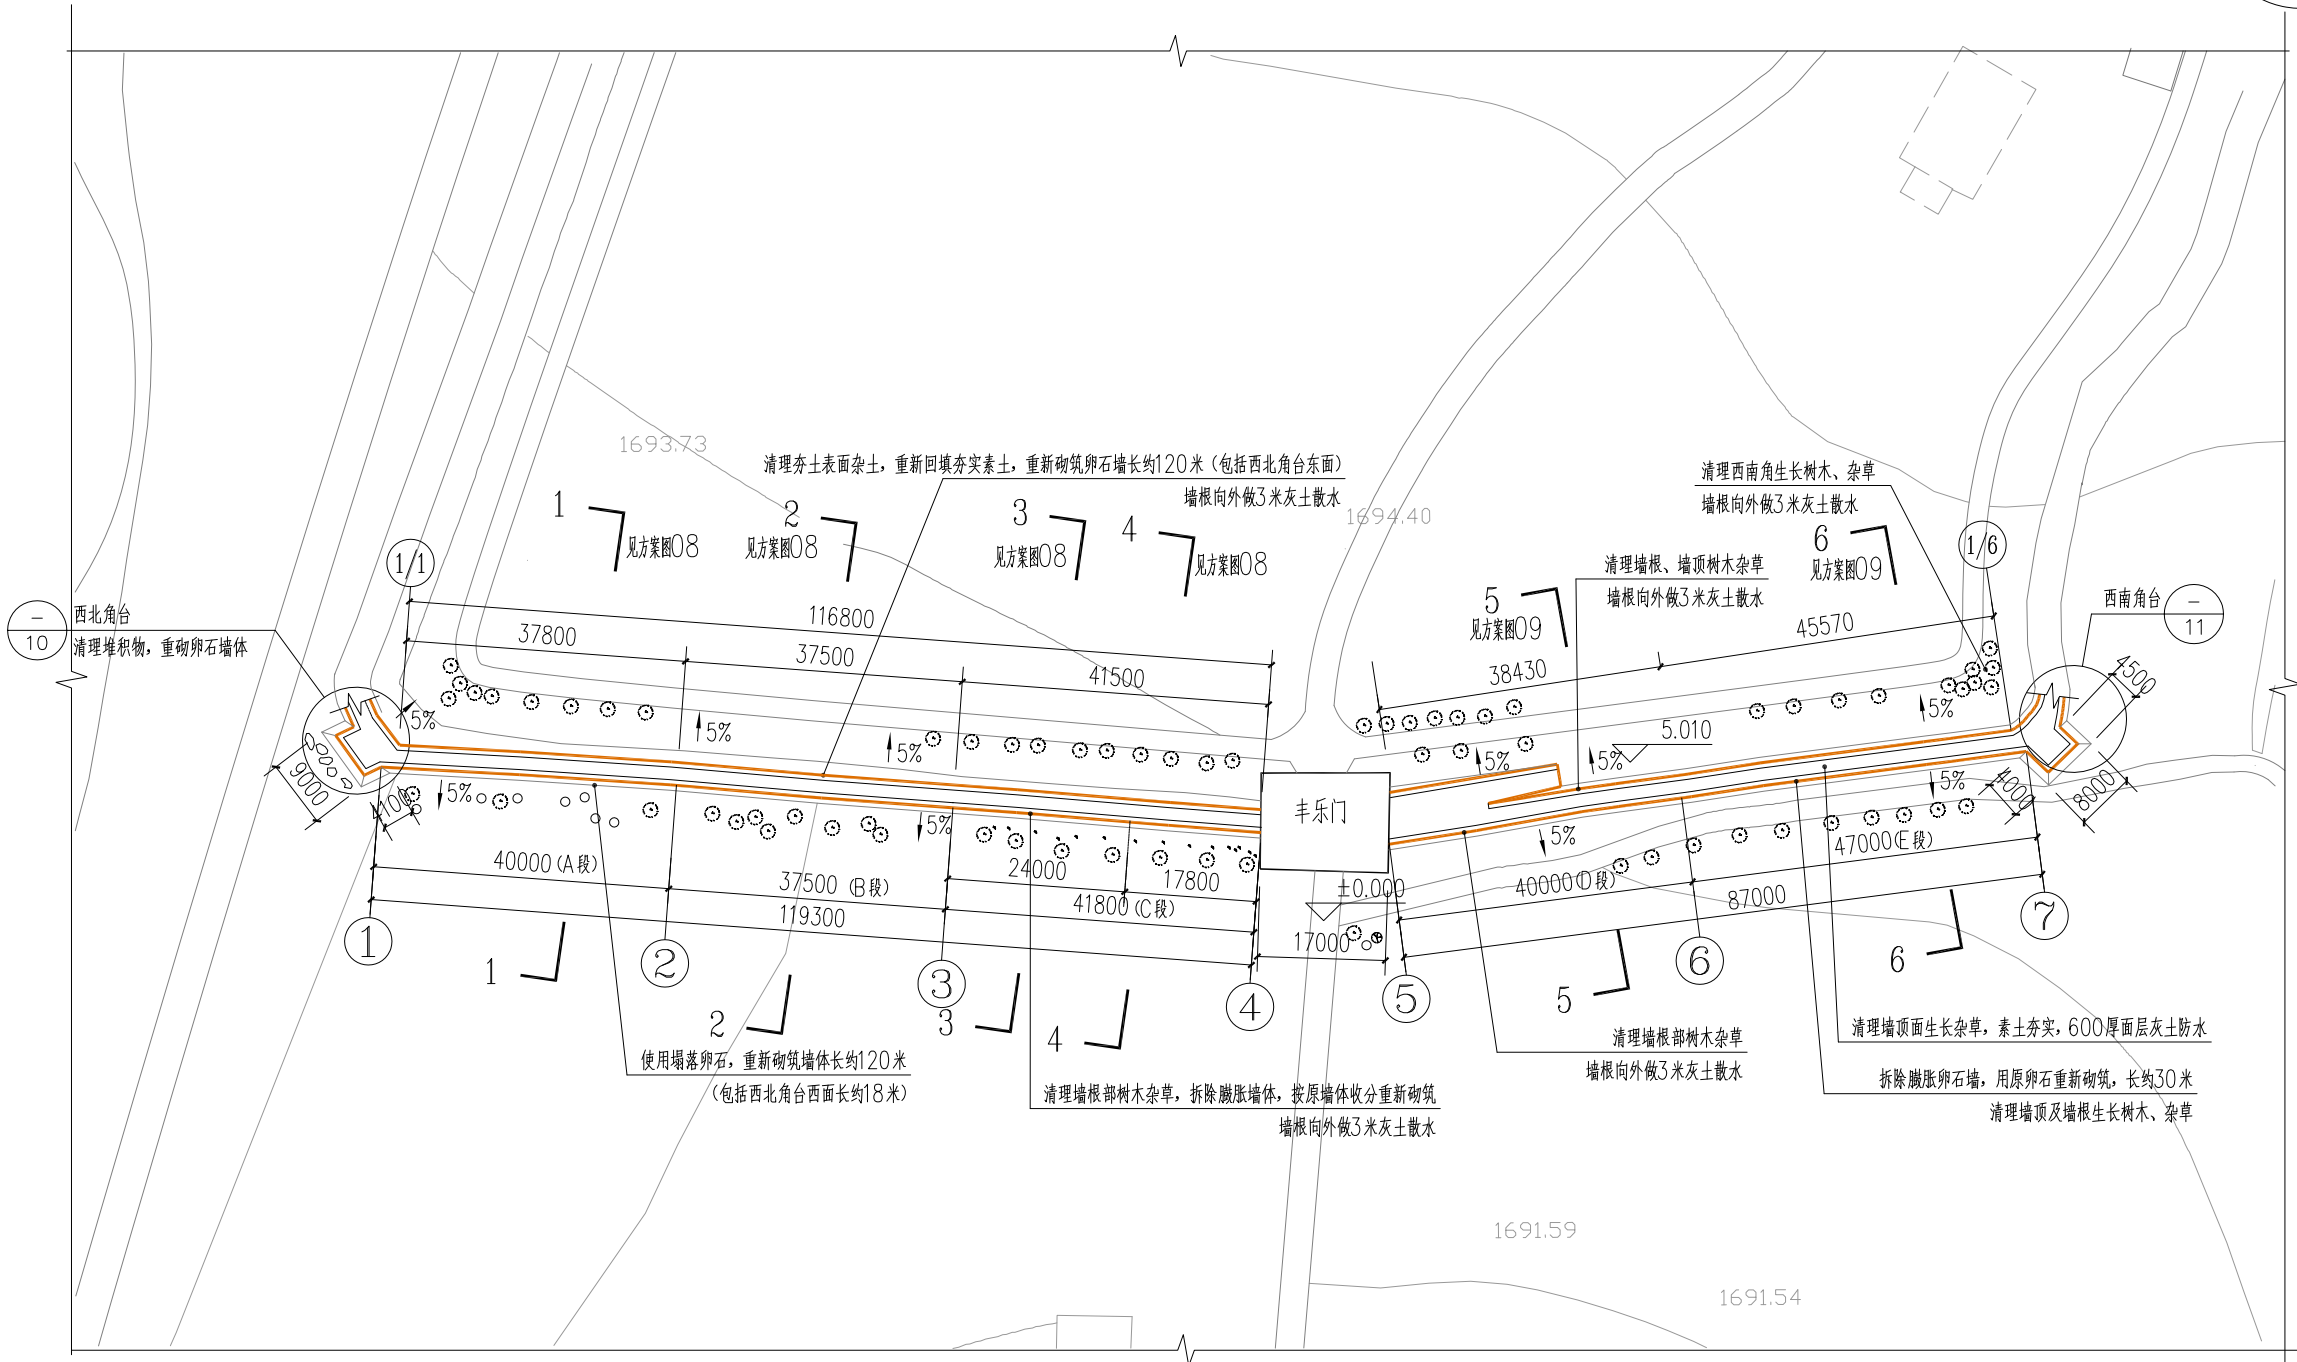 1693.73
清理夯土表面杂土，重新回填夯实素土，重新砌筑卵石墙长约120米（包括西北角台东面）
墙根向外做3米灰土散水
清理西南角生长树木、杂草
墙根向外做3米灰土散水
1694.40
1
见方案图08
2
见方案图08
3
见方案图08
4
见方案图08
5
见方案图09
6
见方案图09
清理墙根、墙顶树木杂草
墙根向外做3米灰土散水
1/1
1/6
－
10
西北角台
清理堆积物，重砌卵石墙体
西南角台
－
11
116800
37800
37500
41500
38430
45570
4500
5%
5%
5%
5%
5%
5%
5.010
9000
4100
丰乐门
4000
8000
5%
5%
5%
5%
40000（A段）
37500（B段）
24000
17800
41800（C段）
119300
±0.000
17000
40000（D段）
47000（E段）
87000
1
2
3
4
5
6
7
1
2
3
4
5
6
使用塌落卵石，重新砌筑墙体长约120米
（包括西北角台西面长约18米）
清理墙根部树木杂草，拆除臌胀墙体，按原墙体收分重新砌筑
墙根向外做3米灰土散水
清理墙根部树木杂草
墙根向外做3米灰土散水
清理墙顶面生长杂草，素土夯实，600厚面层灰土防水
拆除臌胀卵石墙，用原卵石重新砌筑，长约30米
清理墙顶及墙根生长树木、杂草
1691.59
1691.54